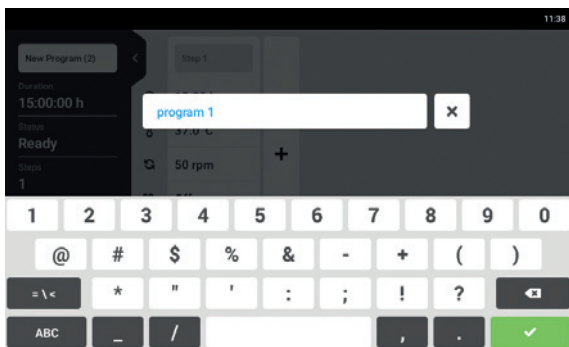 11:38
New Program (2)
Step 1
Duration
15:00:00 h
Status
Ready
Steps
1
program 1
37.0 °C
50 rpm
+
1 2 3 4 5 6 7 8 9 0
@ # $ % & - + ( )
= \ < * " ' : ; ! ?
ABC _ / , .